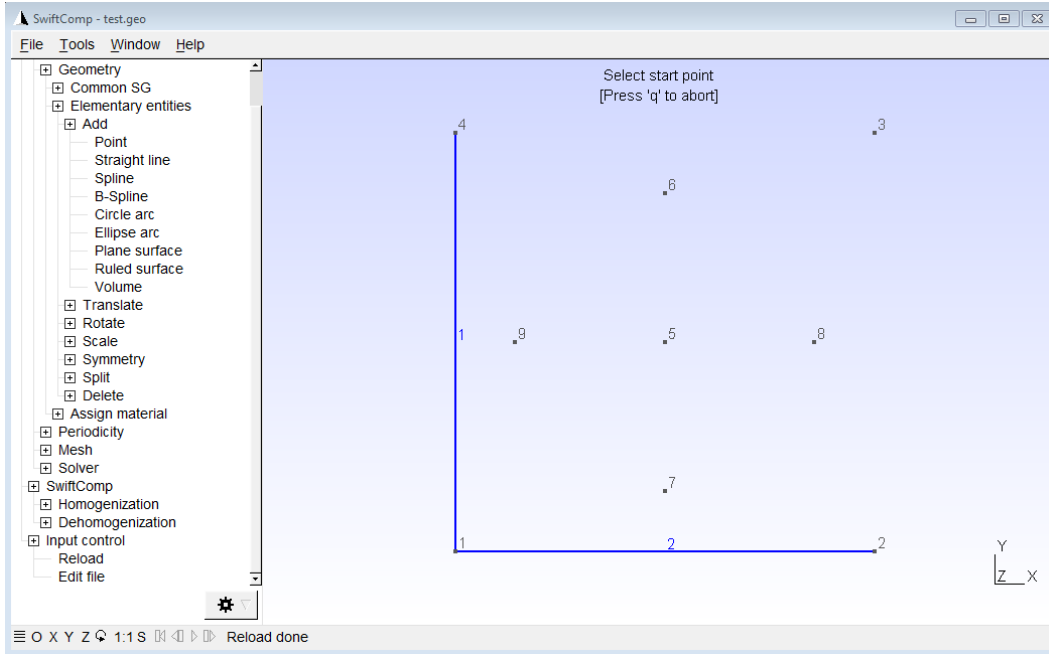 SwiftComp - test.geo
File Tools Window Help
Geometry
Common SG
Elementary entities
Add
Point
Straight line
Spline
B-Spline
Circle arc
Ellipse arc
Plane surface
Ruled surface
Volume
Translate
Rotate
Scale
Symmetry
Split
Delete
Assign material
Periodicity
Mesh
Solver
SwiftComp
Homogenization
Dehomogenization
Input control
Reload
Edit file
Select start point
[Press 'q' to abort]
4 3
6
1 9 5 8
7
1 2 2
Y
Z X
O X Y Z 1:1 S Reload done